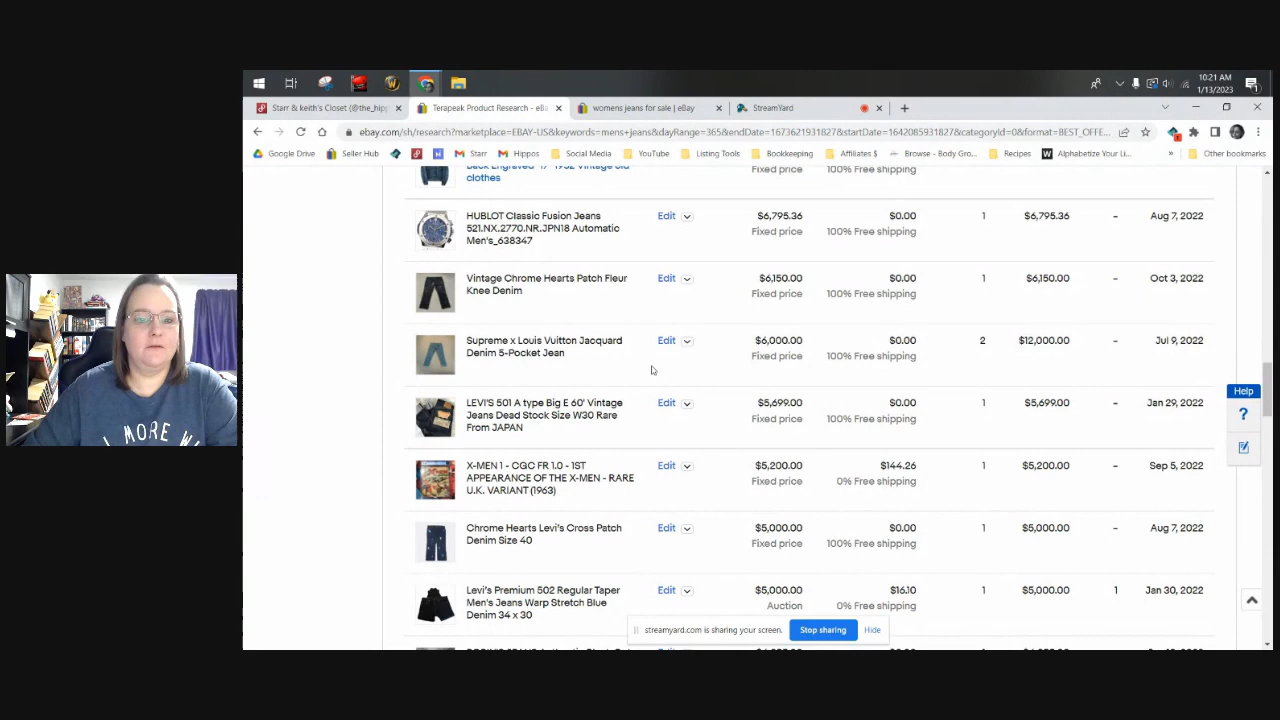 10:21 AM
1/13/2023
Starr & keith's Closet (@the_hipp
Terapeak Product Research - eBa
womens jeans for sale | eBay
StreamYard
ebay.com/sh/research?marketplace=EBAY-US&keywords=mens+jeans&dayRange=365&endDate=1673621931827&startDate=1642085931827&categoryId=0&format=BEST_OFFE...
Google Drive
Seller Hub
Starr
Hippos
Social Media
YouTube
Listing Tools
Bookkeeping
Affiliates $
Browse - Body Gro...
Recipes
W Alphabetize Your Li...
»
Other bookmarks
clothes
Fixed price 100% Free shipping
HUBLOT Classic Fusion Jeans Edit $6,795.36 $0.00 1 $6,795.36 - Aug 7, 2022
521.NX.2770.NR.JPN18 Automatic Fixed price 100% Free shipping
Men's_638347
Vintage Chrome Hearts Patch Fleur Edit $6,150.00 $0.00 1 $6,150.00 - Oct 3, 2022
Knee Denim Fixed price 100% Free shipping
Supreme x Louis Vuitton Jacquard Edit $6,000.00 $0.00 2 $12,000.00 - Jul 9, 2022
Denim 5-Pocket Jean Fixed price 100% Free shipping
LEVI'S 501 A type Big E 60' Vintage Edit $5,699.00 $0.00 1 $5,699.00 - Jan 29, 2022
Jeans Dead Stock Size W30 Rare Fixed price 100% Free shipping
From JAPAN
X-MEN 1 - CGC FR 1.0 - 1ST Edit $5,200.00 $144.26 1 $5,200.00 - Sep 5, 2022
APPEARANCE OF THE X-MEN - RARE Fixed price 0% Free shipping
U.K. VARIANT (1963)
Chrome Hearts Levi's Cross Patch Edit $5,000.00 $0.00 1 $5,000.00 - Aug 7, 2022
Denim Size 40 Fixed price 100% Free shipping
Levi's Premium 502 Regular Taper Edit $5,000.00 $16.10 1 $5,000.00 1 Jan 30, 2022
Men's Jeans Warp Stretch Blue Auction 0% Free shipping
Denim 34 x 30
Help
?
streamyard.com is sharing your screen. Stop sharing Hide
I MORE W